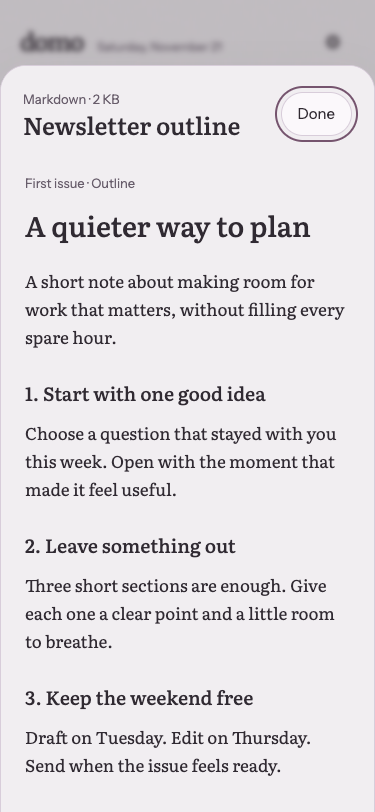 domo
Saturday, November 21
Markdown · 2 KB
Newsletter outline
Done
First issue · Outline
A quieter way to plan
A short note about making room for
work that matters, without filling every
spare hour.
1. Start with one good idea
Choose a question that stayed with you
this week. Open with the moment that
made it feel useful.
2. Leave something out
Three short sections are enough. Give
each one a clear point and a little room
to breathe.
3. Keep the weekend free
Draft on Tuesday. Edit on Thursday.
Send when the issue feels ready.